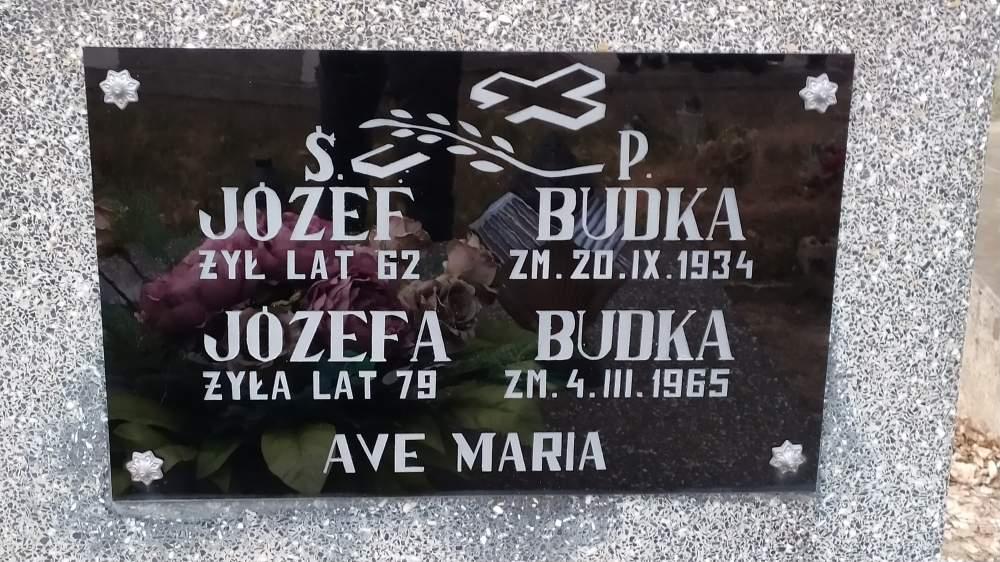 Ś. P.
JÓZEF BUDKA
ŻYŁ LAT 62 ZM. 20.IX.1934
JÓZEFA BUDKA
ŻYŁA LAT 79 ZM. 4.III.1965
AVE MARIA